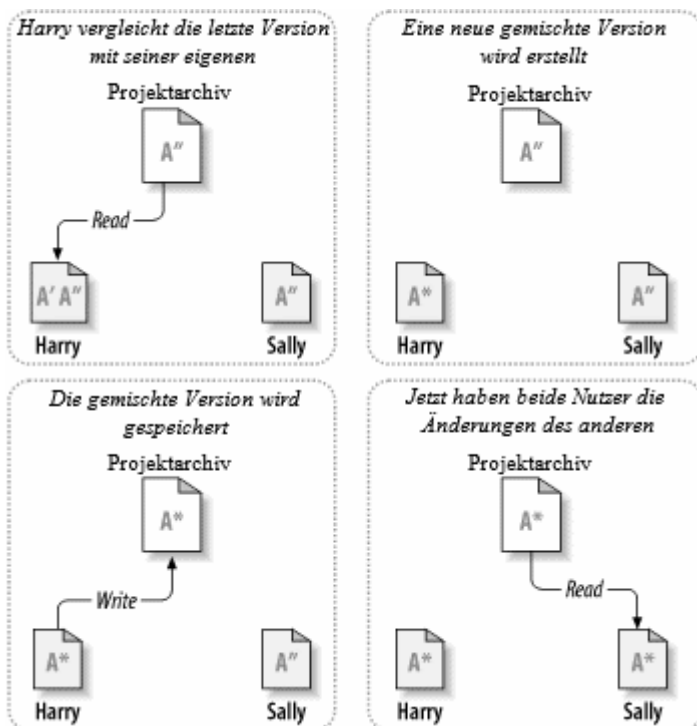 Harry vergleicht die letzte Version
mit seiner eigenen
Projektarchiv
A″
Read
A′ A″
A″
Harry
Sally
Eine neue gemischte Version
wird erstellt
Projektarchiv
A″
A*
A″
Harry
Sally
Die gemischte Version wird
gespeichert
Projektarchiv
A*
Write
A*
A″
Harry
Sally
Jetzt haben beide Nutzer die
Änderungen des anderen
Projektarchiv
A*
Read
A*
A*
Harry
Sally